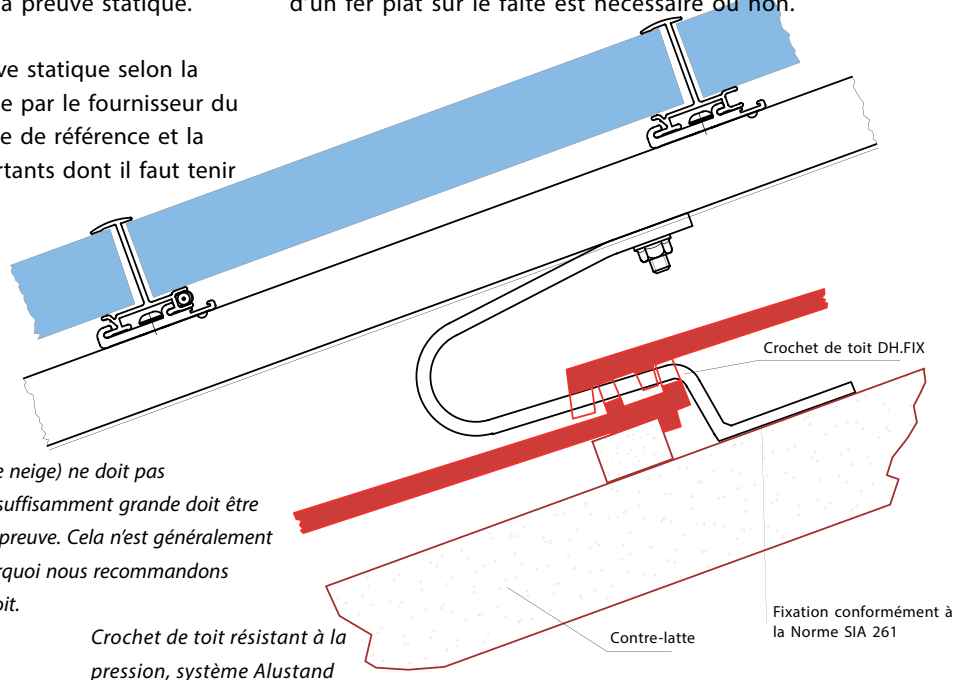 a preuve statique.
d'un fer plat sur le faîte est nécessaire ou non.
ve statique selon la
e par le fournisseur du
e de référence et la
rtants dont il faut tenir
Crochet de toit DH.FIX
e neige) ne doit pas
suffisamment grande doit être
preuve. Cela n'est généralement
rquoi nous recommandons
oit.
Crochet de toit résistant à la
pression, système Alustand
Contre-latte
Fixation conformément à
la Norme SIA 261